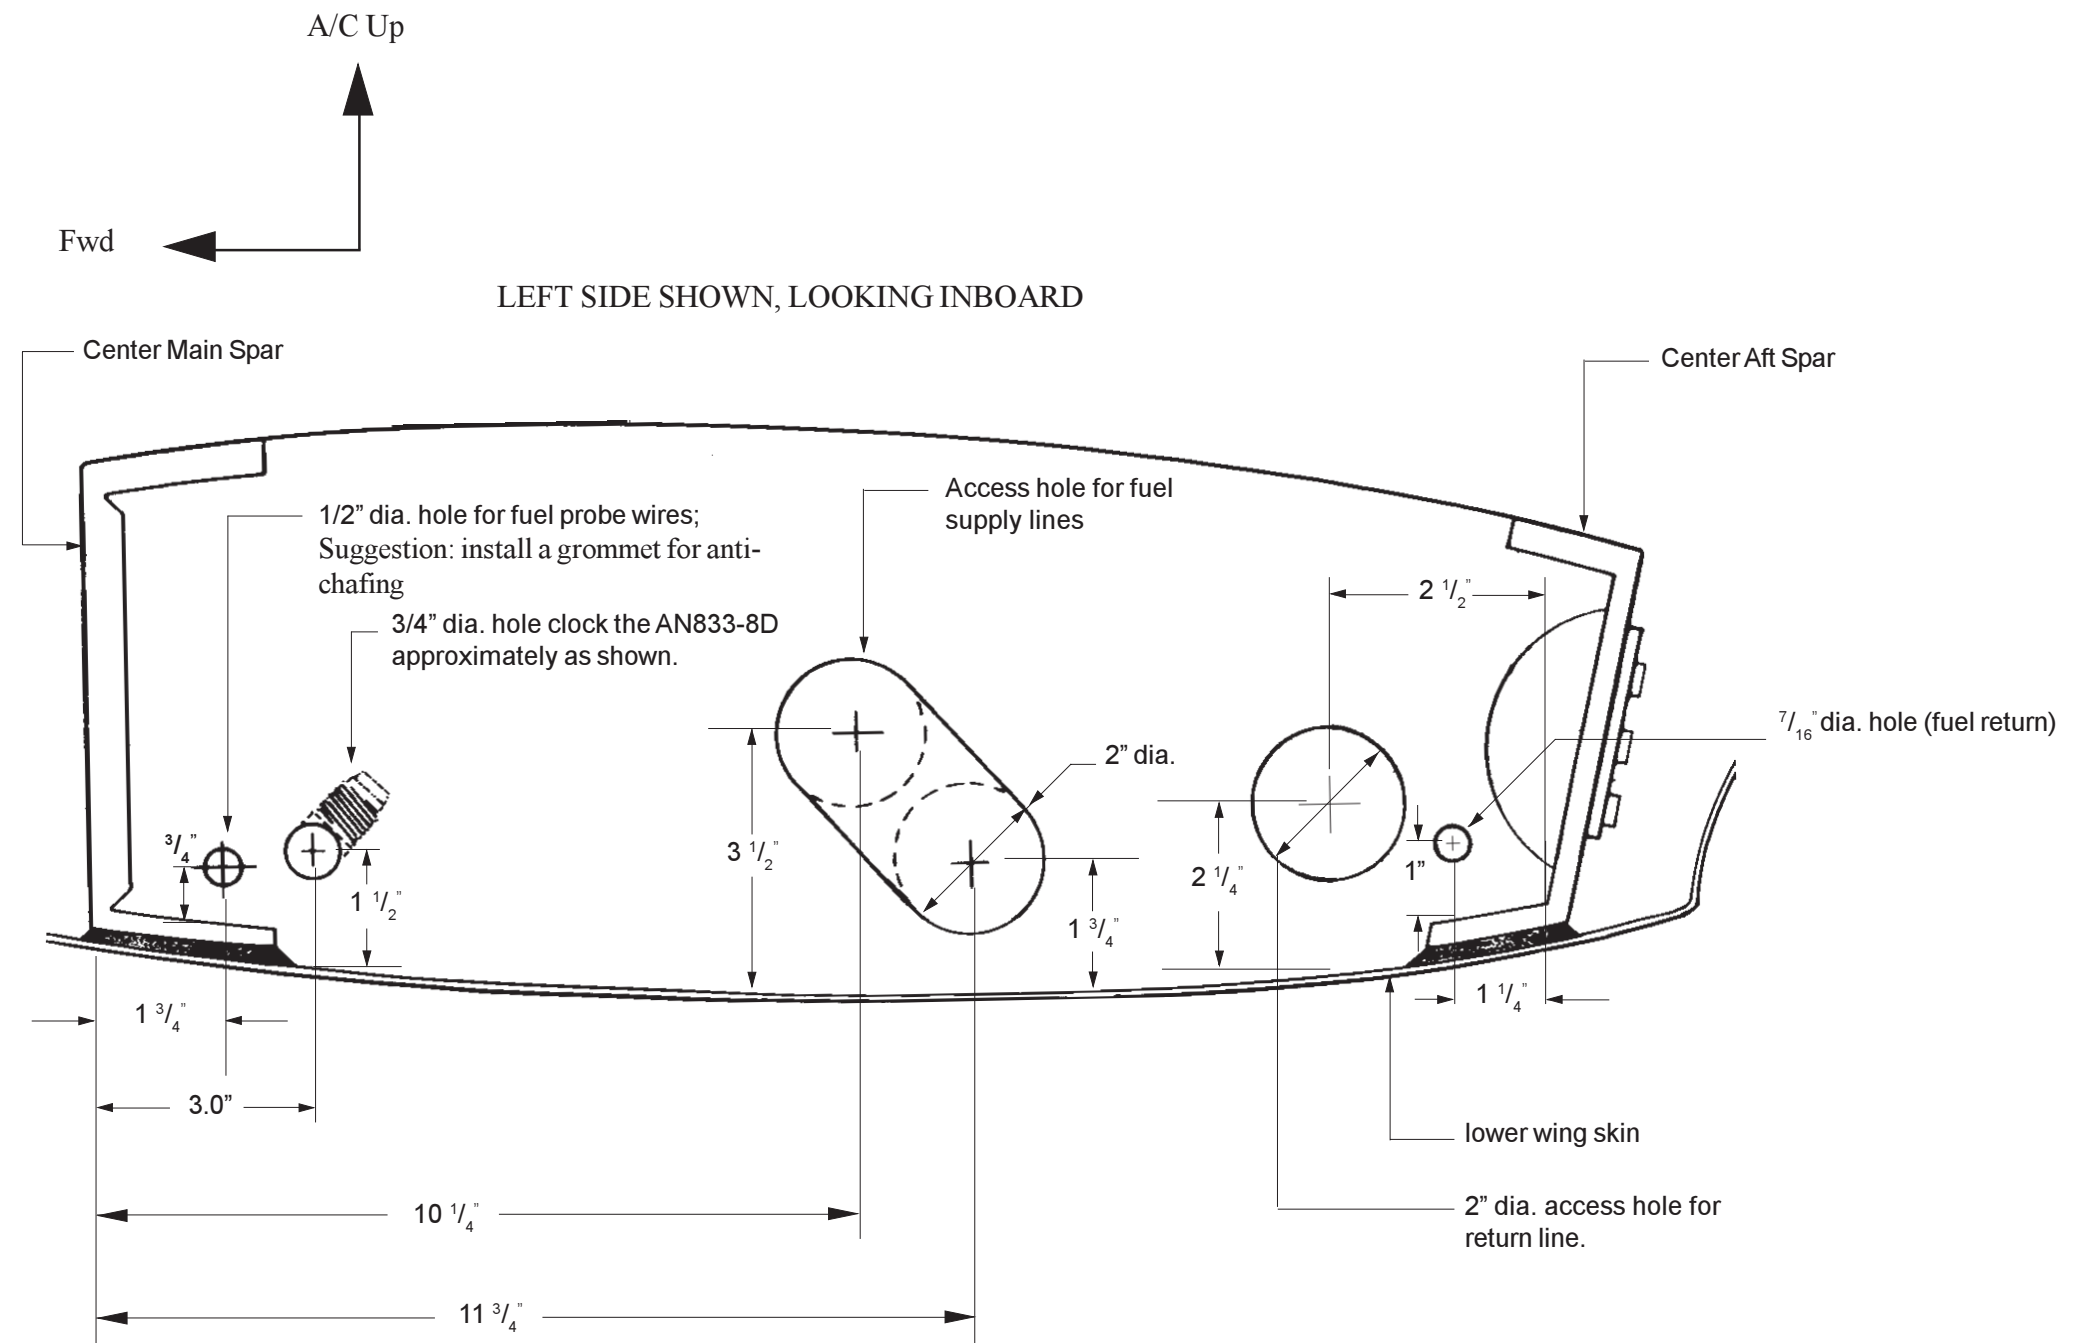 A/C Up
Fwd
LEFT SIDE SHOWN, LOOKING INBOARD
Center Main Spar
Center Aft Spar
Access hole for fuel
supply lines
1/2” dia. hole for fuel probe wires;
Suggestion: install a grommet for anti-
chafing
3/4” dia. hole clock the AN833-8D
approximately as shown.
2 1/2”
7/16” dia. hole (fuel return)
2” dia.
3/4”
3 1/2”
1”
2 1/4”
1 1/2”
1 3/4”
1 3/4”
1 1/4”
3.0”
lower wing skin
10 1/4”
2” dia. access hole for
return line.
11 3/4”